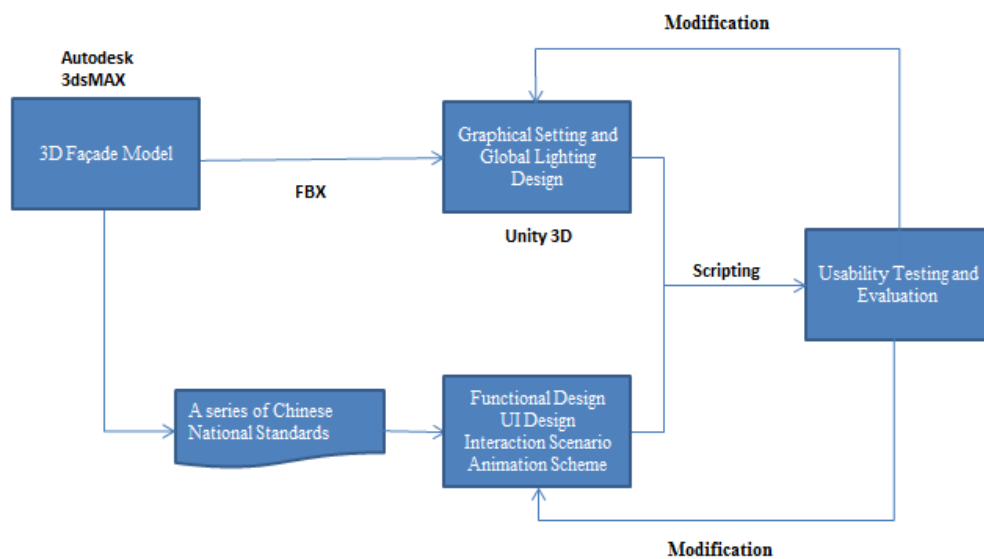 Modification
Autodesk
3dsMAX
3D Façade Model
FBX
Graphical Setting and
Global Lighting
Design
Unity 3D
Scripting
Usability Testing and
Evaluation
A series of Chinese
National Standards
Functional Design
UI Design
Interaction Scenario
Animation Scheme
Modification